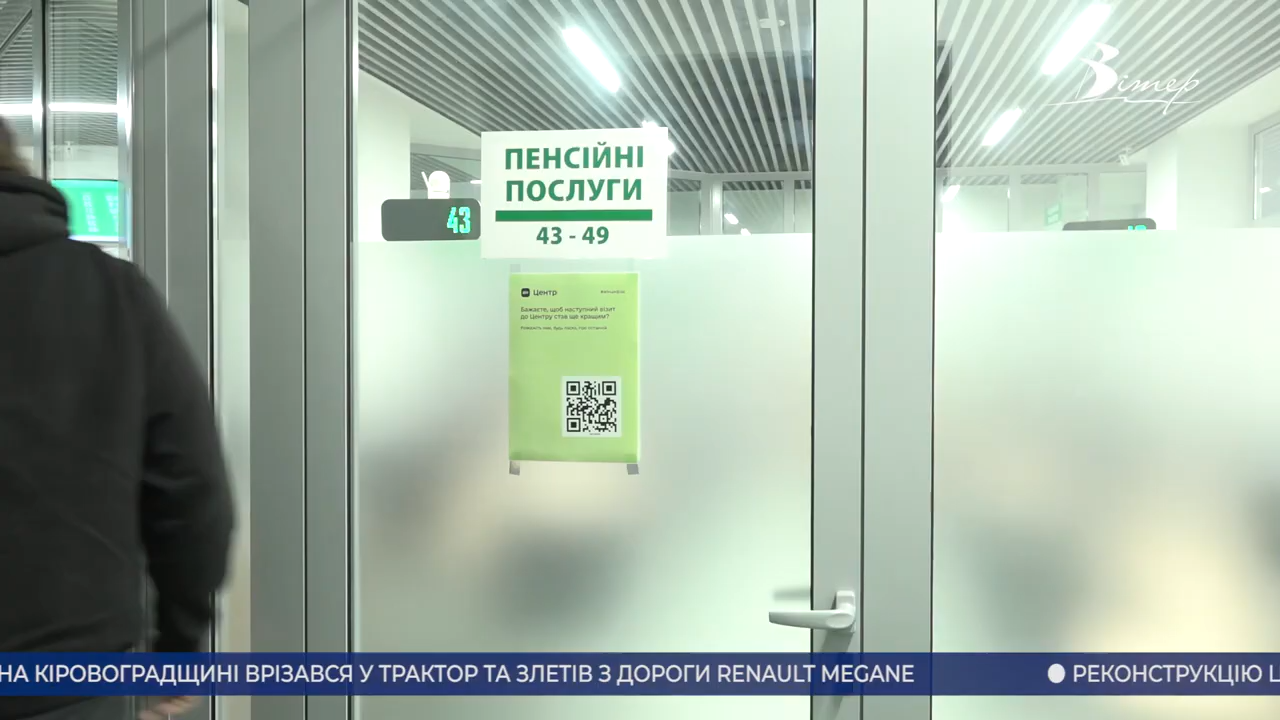 Вітер
ПЕНСІЙНІ
ПОСЛУГИ
43 - 49
43
Центр
Бажаєте, щоб наступний візит
до Центру став ще кращим?
НА КІРОВОГРАДЩИНІ ВРІЗАВСЯ У ТРАКТОР ТА ЗЛЕТІВ З ДОРОГИ RENAULT MEGANE
РЕКОНСТРУКЦІЮ